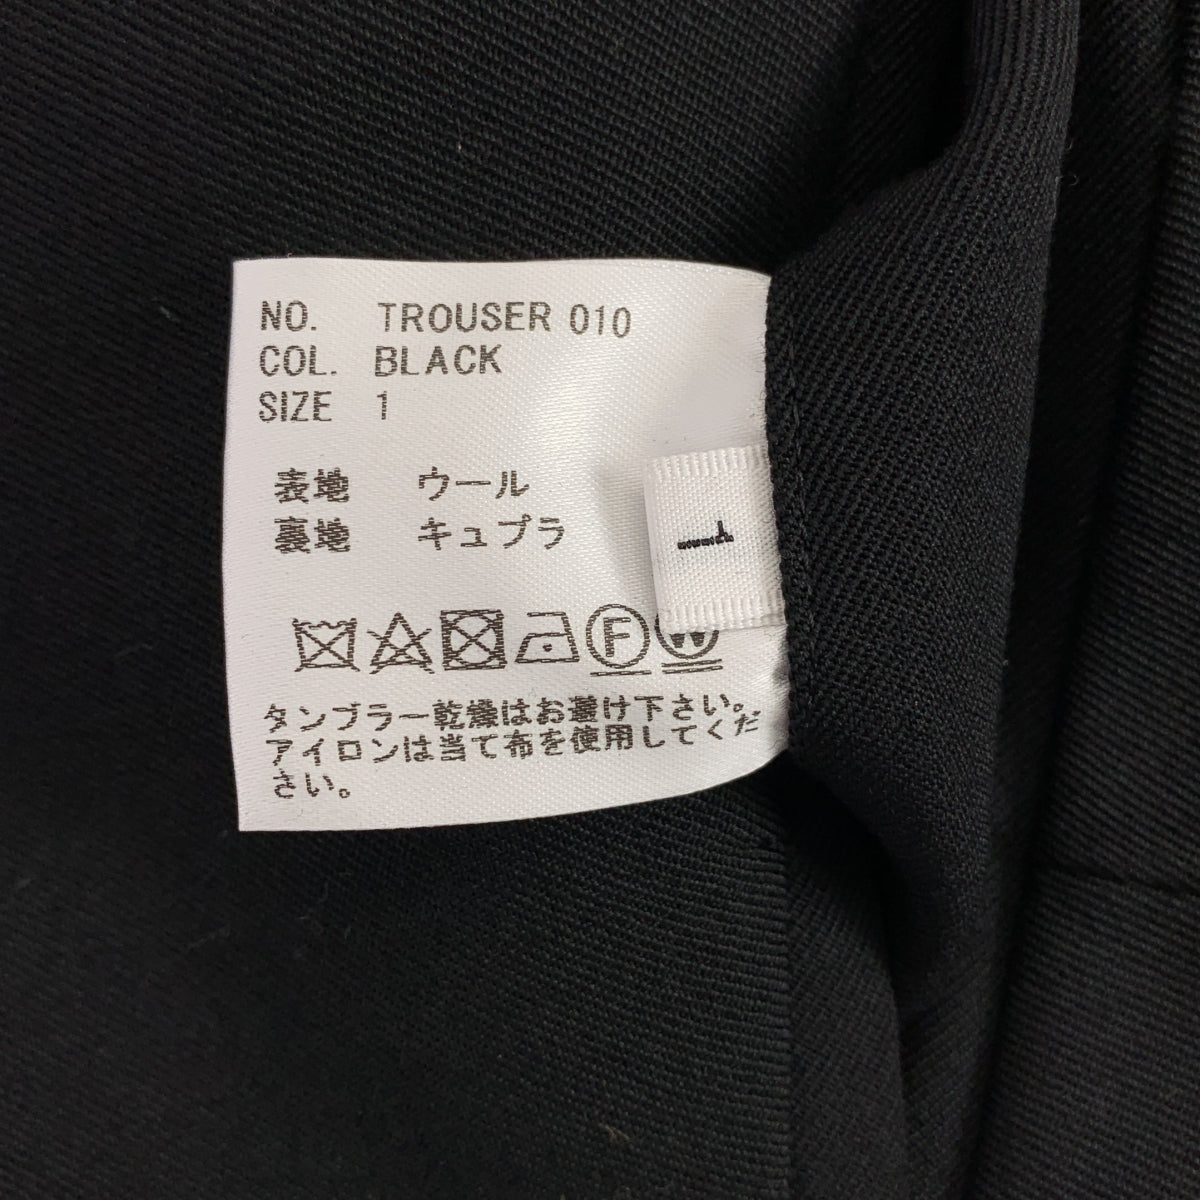 NO. TROUSER 010
COL. BLACK
SIZE 1
表地 ウール
裏地 キュプラ
1
F W
タンブラー乾燥はお避け下さい。
アイロンは当て布を使用してくだ
さい。